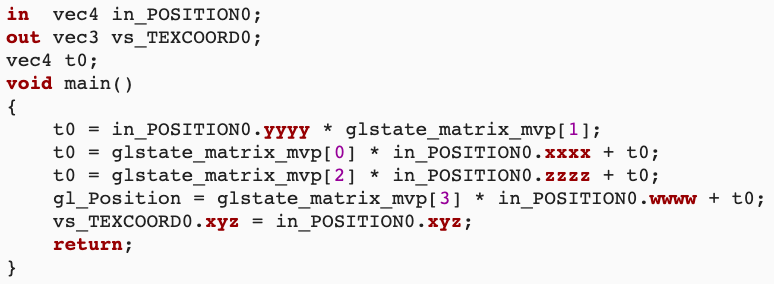 in  vec4 in_POSITION0;
out vec3 vs_TEXCOORD0;
vec4 t0;
void main()
{
    t0 = in_POSITION0.yyyy * glstate_matrix_mvp[1];
    t0 = glstate_matrix_mvp[0] * in_POSITION0.xxxx + t0;
    t0 = glstate_matrix_mvp[2] * in_POSITION0.zzzz + t0;
    gl_Position = glstate_matrix_mvp[3] * in_POSITION0.wwww + t0;
    vs_TEXCOORD0.xyz = in_POSITION0.xyz;
    return;
}